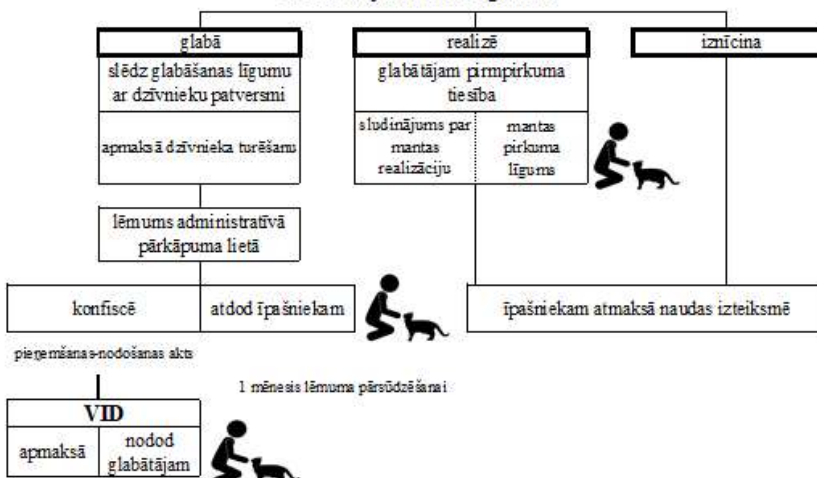 glabā
realizē
iznīcina
slēdz glabāšanas līgumu
ar dzīvnieku patversmi
glabātājam pirmpirkuma
tiesība
apmaksā dzīvnieka turēšanu
sludinājums par
mantas
realizāciju
mantas
pirkuma
līgums
lēmums administratīvā
pārkāpuma lietā
konfiscē
atdod īpašniekam
īpašniekam atmaksā naudas izteiksmē
pieņemšanas-nodošanas akts
1 mēnesis lēmuma pārsūdzēšanai
VID
apmaksā
nodod
glabātājam